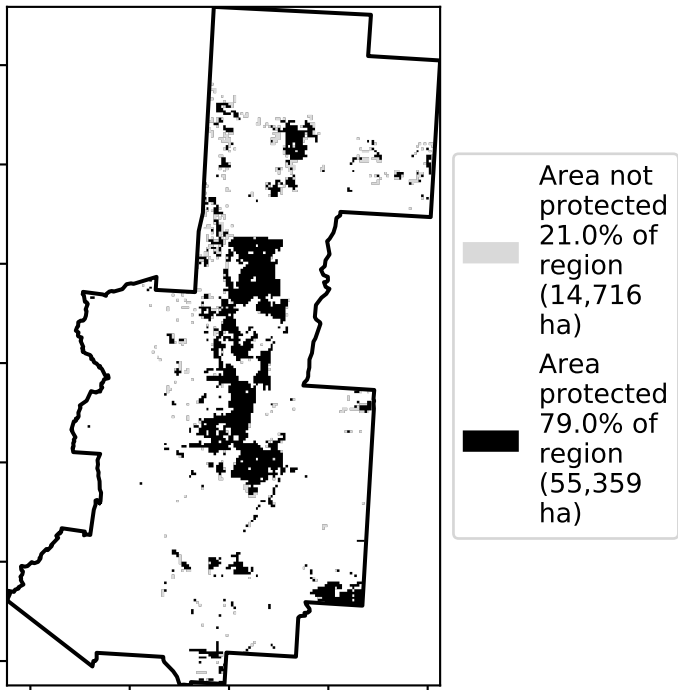 Area not
protected
21.0% of
region
(14,716
ha)
Area
protected
79.0% of
region
(55,359
ha)